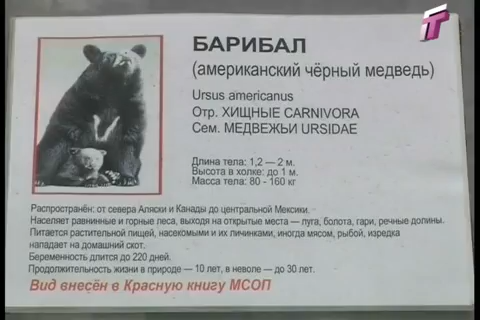 БАРИБАЛ
(американский чёрный медведь)
Ursus americanus
Отр. ХИЩНЫЕ CARNIVORA
Сем. МЕДВЕЖЬИ URSIDAE
Длина тела: 1,2 – 2 м.
Высота в холке: до 1 м.
Масса тела: 80 - 160 кг
Распространён: от севера Аляски и Канады до центральной Мексики.
Населяет равнинные и горные леса, выходя на открытые места — луга, болота, гари, речные долины.
Питается растительной пищей, насекомыми и их личинками, иногда мясом, рыбой, изредка
нападает на домашний скот.
Беременность длится до 220 дней.
Продолжительность жизни в природе — 10 лет, в неволе – до 30 лет.
Вид внесён в Красную книгу МСОП